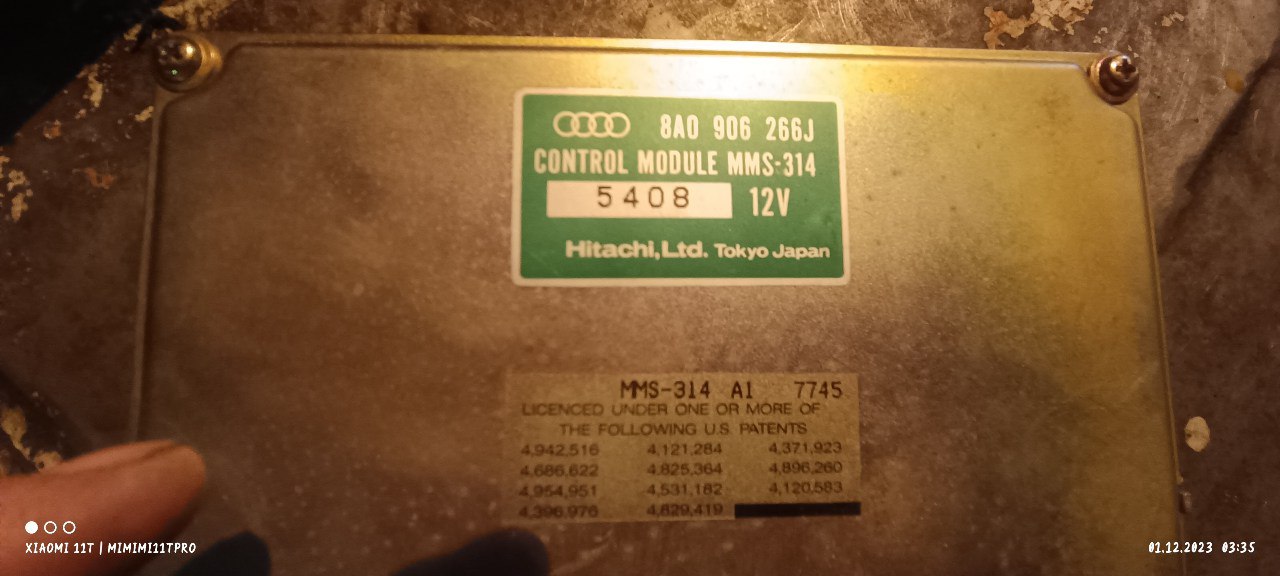 8A0 906 266J
CONTROL MODULE MMS-314
5408 12V
Hitachi, Ltd. Tokyo Japan
MMS-314 A1 7745
LICENCED UNDER ONE OR MORE OF
THE FOLLOWING U.S. PATENTS
4,942,516 4,121,284 4,371,923
4,686,622 4,825,364 4,896,260
4,954,951 4,531,182 4,120,583
4,396,976 4,829,419
XIAOMI 11T | MIMIMI11TPRO
01.12.2023 03:35